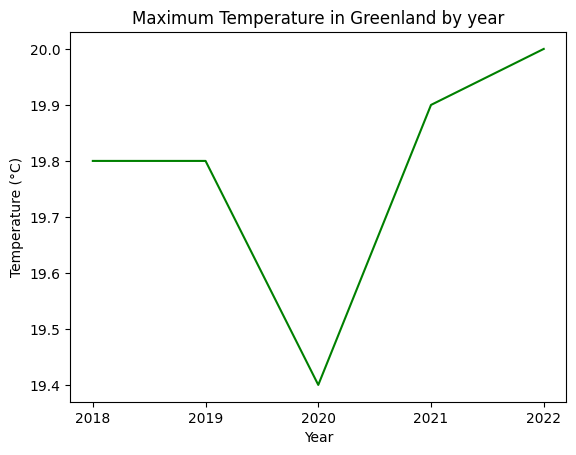 Maximum Temperature in Greenland by year
20.0
19.9
19.8
19.7
19.6
19.5
19.4
Temperature (°C)
2018 2019 2020 2021 2022
Year